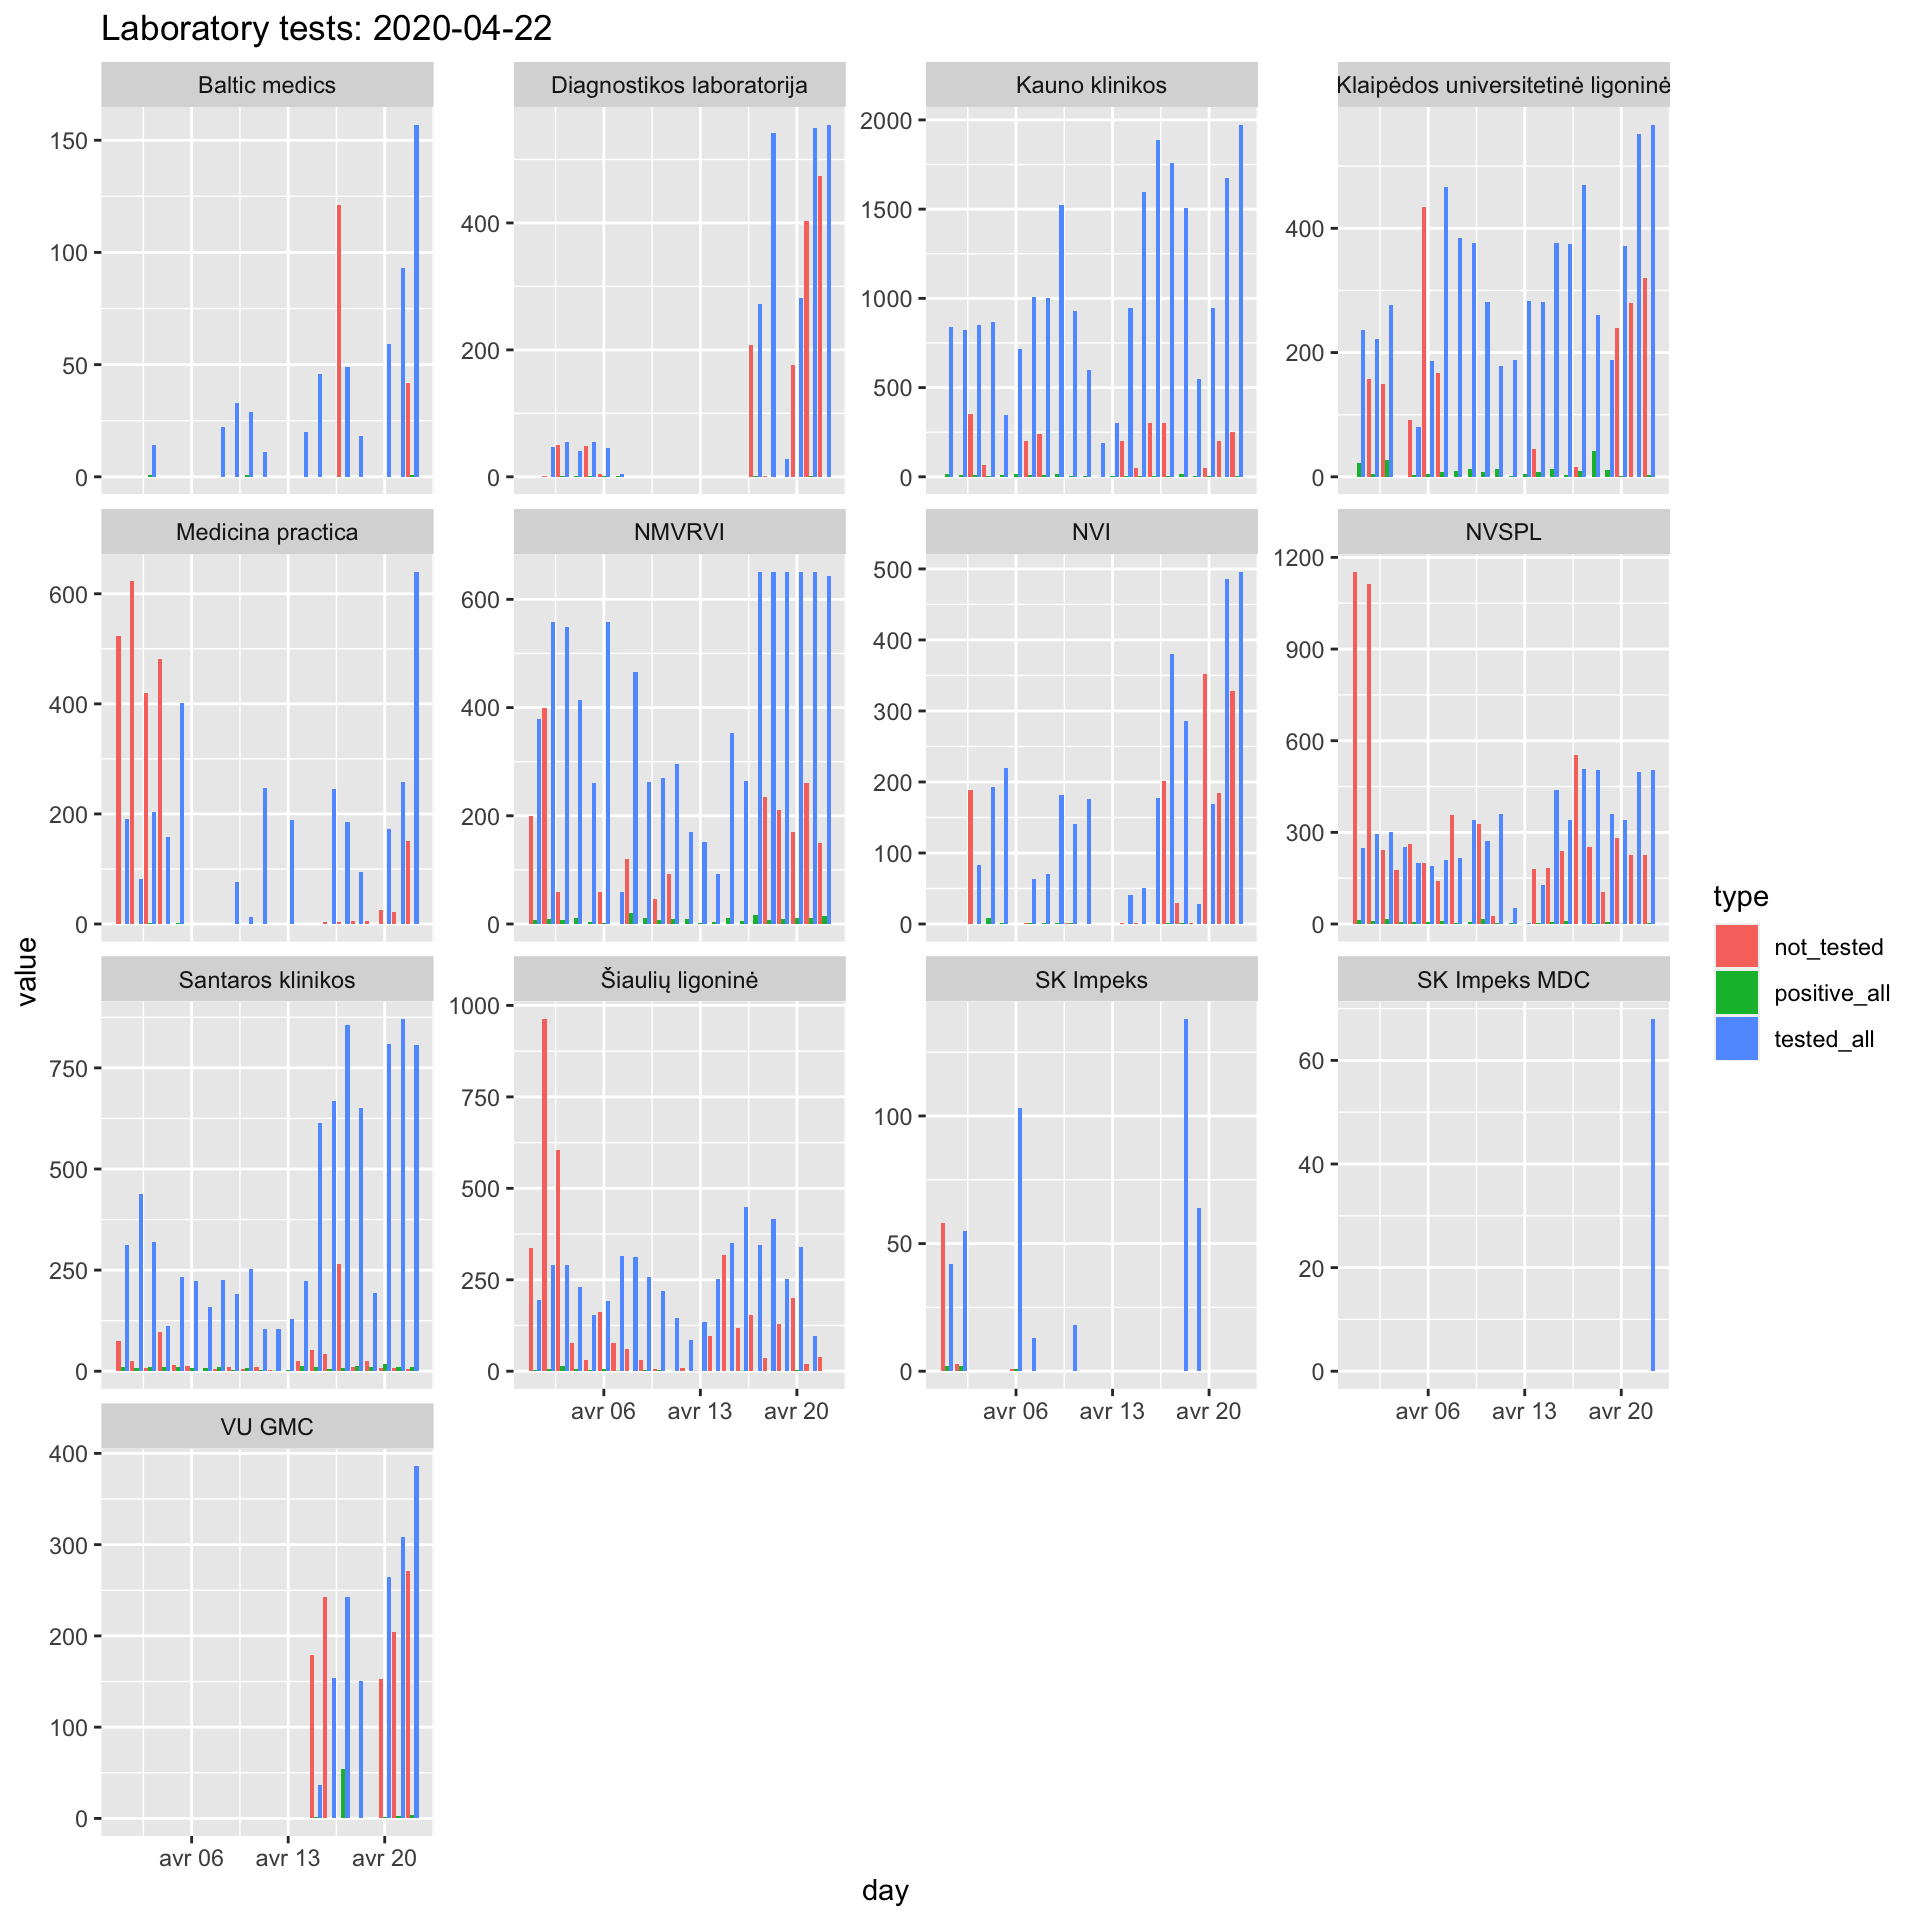 Laboratory tests: 2020-04-22
Baltic medics
Diagnostikos laboratorija
Kauno klinikos
Klaipėdos universitetinė ligoninė
150
100
50
0
400
200
0
2000
1500
1000
500
0
400
200
0
Medicina practica
NMVRVI
NVI
NVSPL
600
400
200
0
600
400
200
0
500
400
300
200
100
0
1200
900
600
300
0
Santaros klinikos
Šiaulių ligoninė
SK Impeks
SK Impeks MDC
750
500
250
0
1000
750
500
250
0
100
50
0
60
40
20
0
avr 06 avr 13 avr 20
avr 06 avr 13 avr 20
avr 06 avr 13 avr 20
VU GMC
400
300
200
100
0
avr 06 avr 13 avr 20
value
day
type
not_tested
positive_all
tested_all